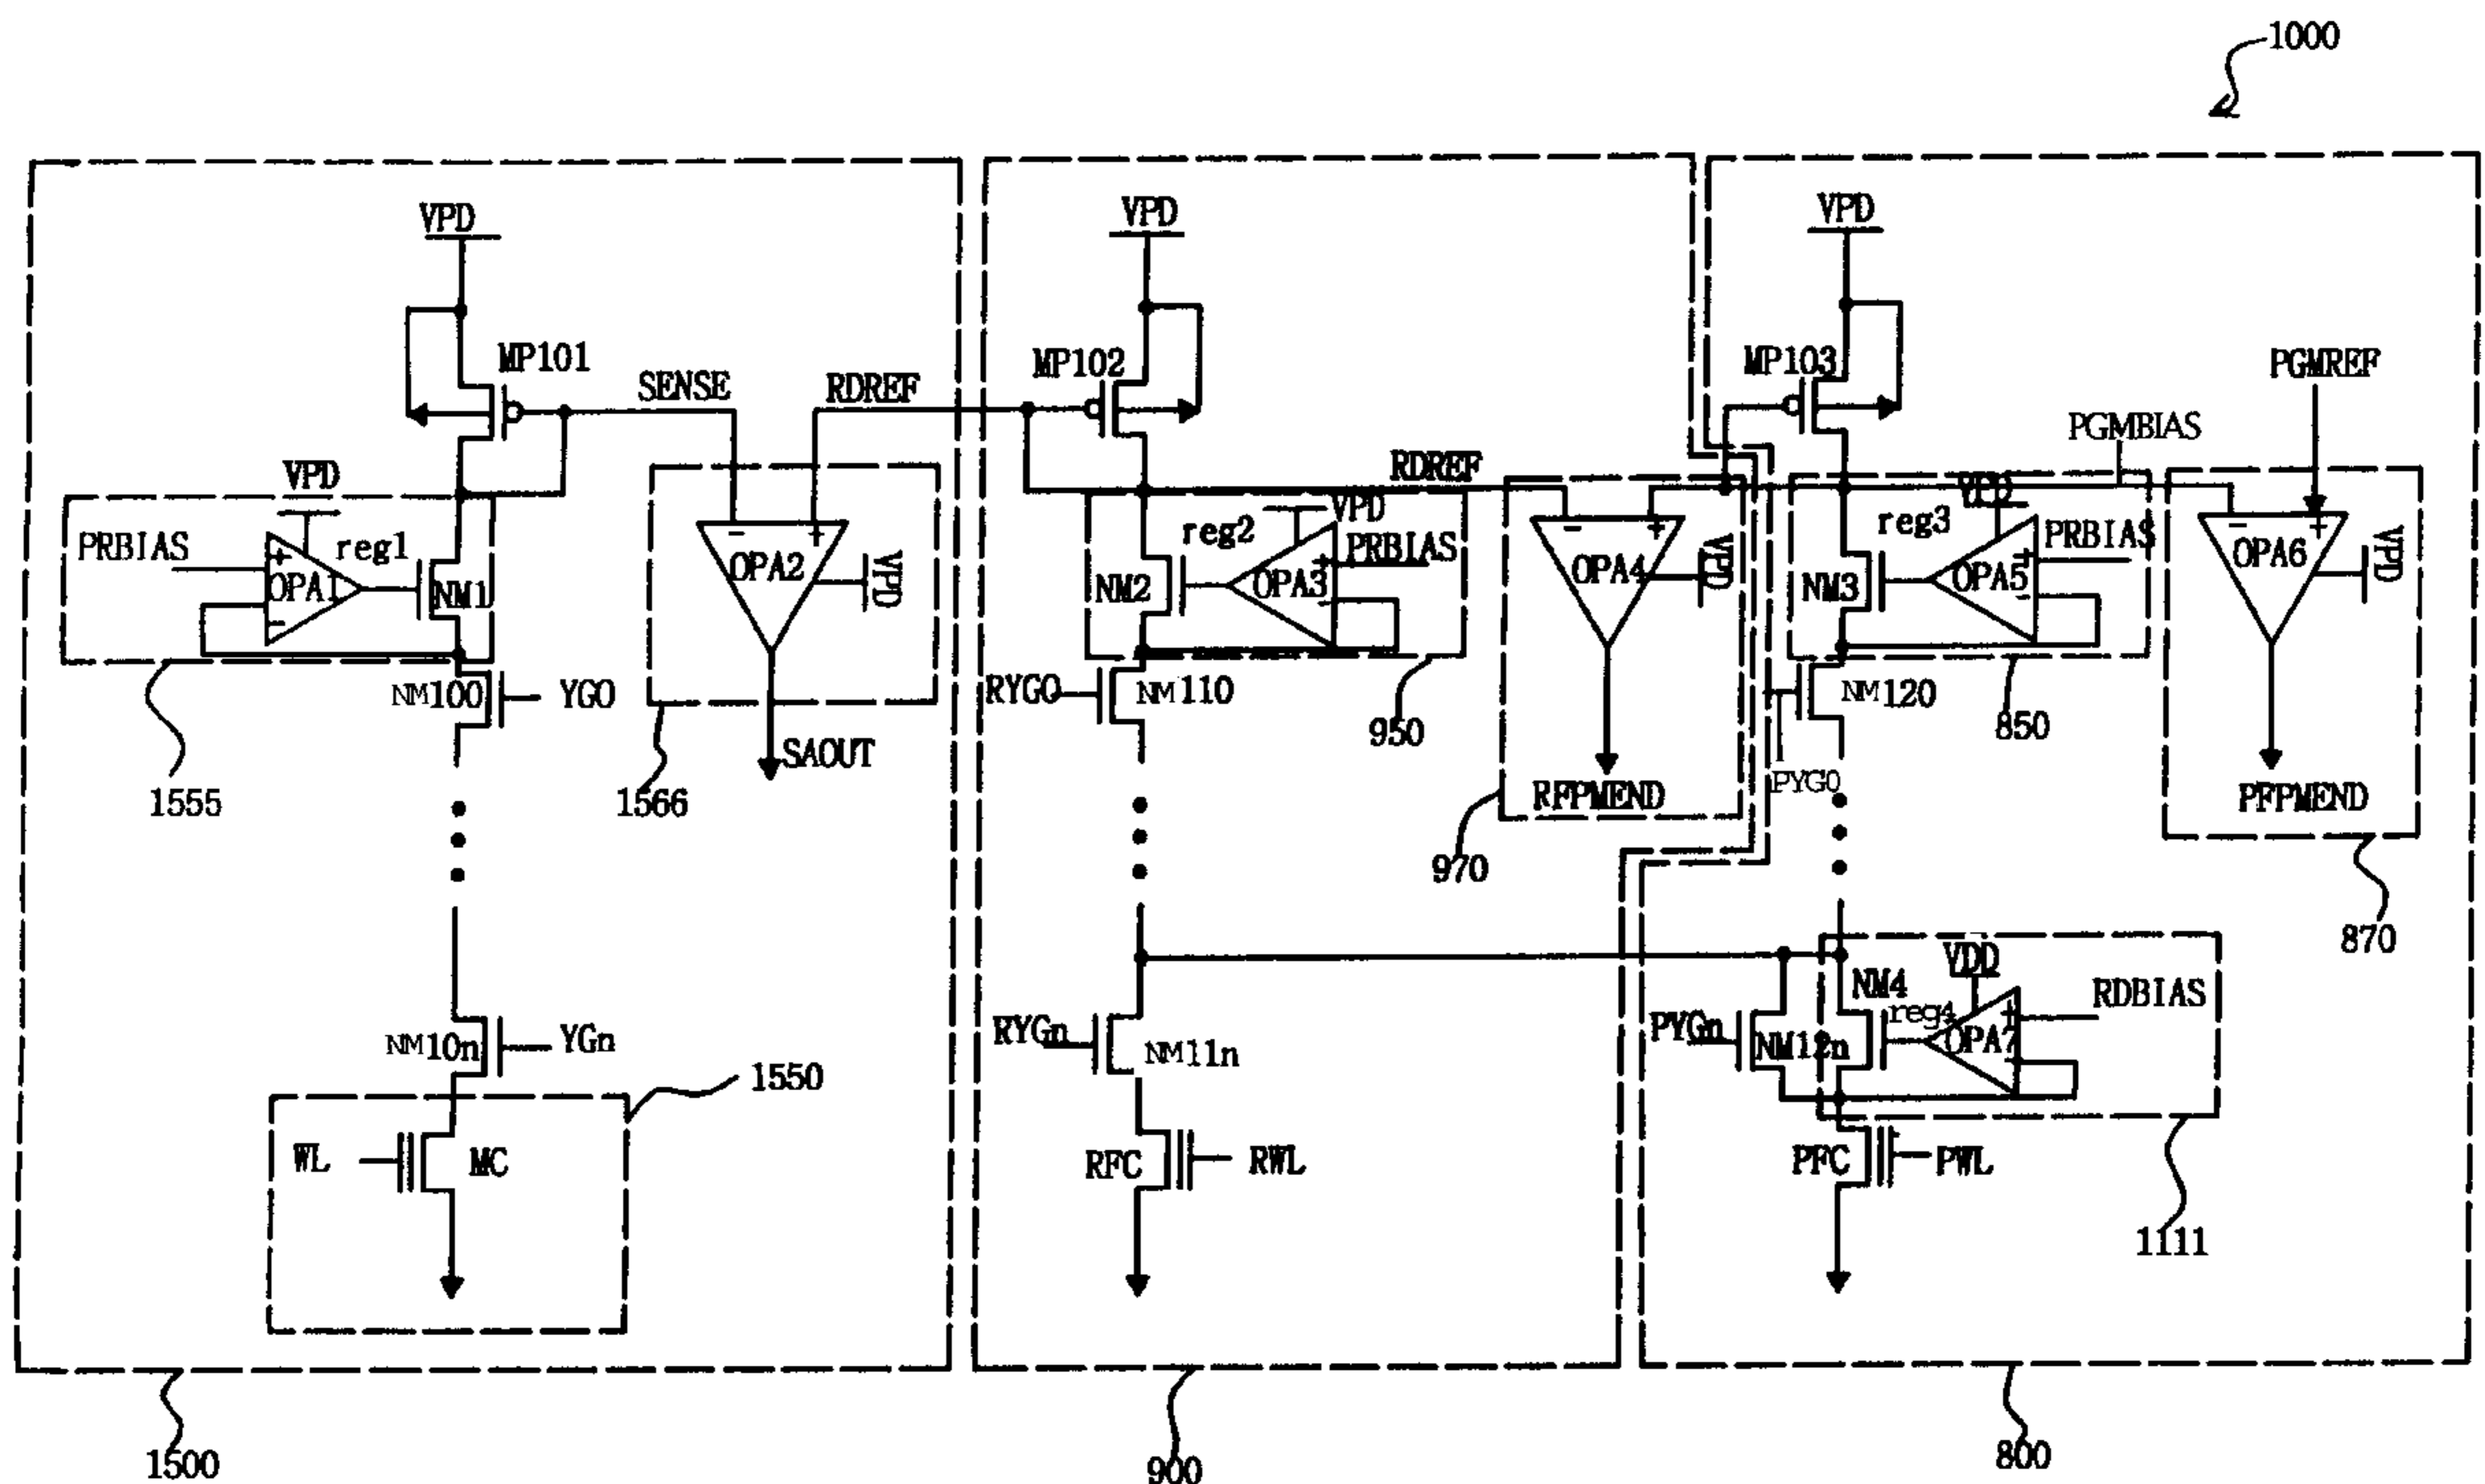 1000
VPD
VPD
VPD
MP101
SENSE
RDREF
MP102
MP103
PGMREF
PGMBIAS
VPD
RDREF
VPD
VPD
PRBIAS
OPA1
reg1
NM1
OPA2
VPD
reg2
NM2
OPA3
PRBIAS
OPA4
VPD
reg3
NM3
OPA5
PRBIAS
OPA6
VPD
NM100
YG0
RYG0
NM110
NM120
950
850
SAOUT
PYG0
1555
1566
RFPMEND
PFPMEND
970
870
NM4
VDD
RDBIAS
reg4
OPA7
NM10n
YGn
RYGn
NM11n
PYGn
NM12n
1550
WL
MC
RFC
RWL
PFC
PWL
1111
1500
900
800